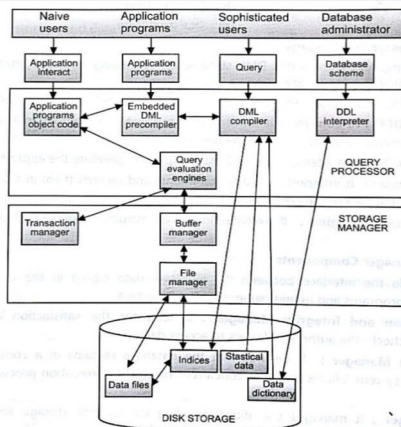 Naive
users
Application
programs
Sophisticated
users
Database
administrator
Application
interact
Application
programs
Query
Database
scheme
Application
programs
object code
Embedded
DML
precompiler
DML
compiler
DDL
interpreter
Query
evaluation
engines
QUERY
PROCESSOR
STORAGE
MANAGER
Transaction
manager
Buffer
manager
File
manager
Indices
Stastical
data
Data files
Data
dictionary
DISK STORAGE